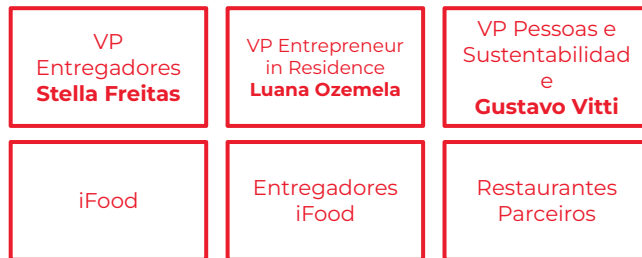 VP
Entregadores
Stella Freitas
VP Entrepreneur
in Residence
Luana Ozemela
VP Pessoas e
Sustentabilidad
e
Gustavo Vitti
iFood
Entregadores
iFood
Restaurantes
Parceiros